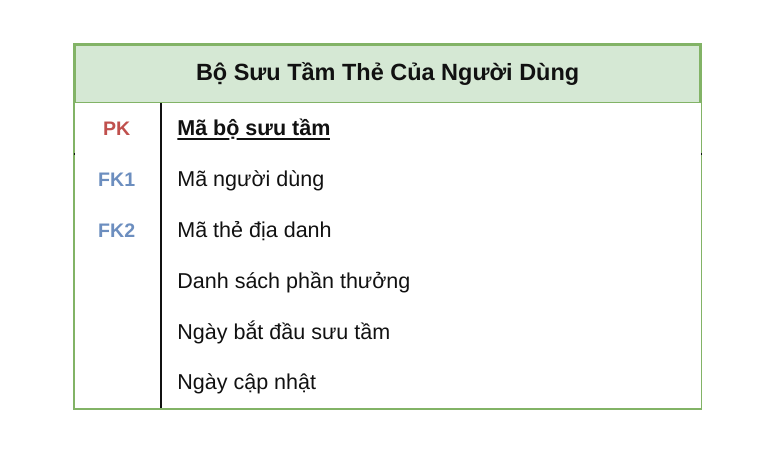 Bộ Sưu Tầm Thẻ Của Người Dùng
PK Mã bộ sưu tầm
FK1 Mã người dùng
FK2 Mã thẻ địa danh
Danh sách phần thưởng
Ngày bắt đầu sưu tầm
Ngày cập nhật